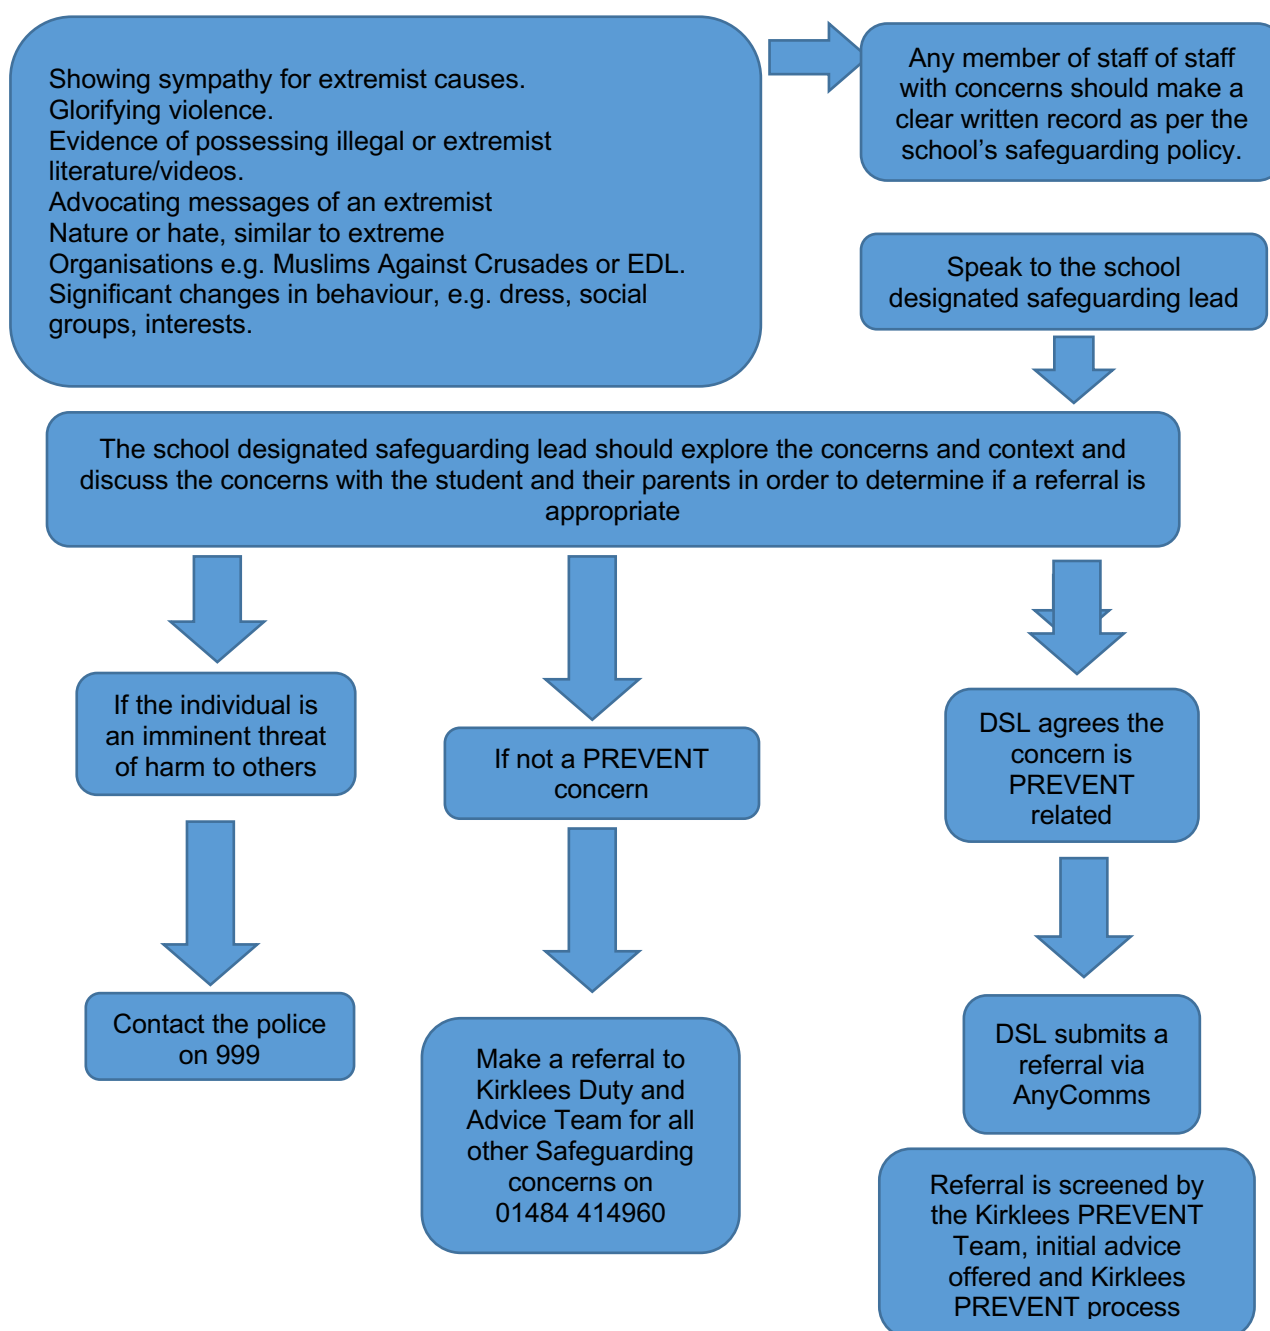 Showing sympathy for extremist causes.
Glorifying violence.
Evidence of possessing illegal or extremist
literature/videos.
Advocating messages of an extremist
Nature or hate, similar to extreme
Organisations e.g. Muslims Against Crusades or EDL.
Significant changes in behaviour, e.g. dress, social
groups, interests.
Any member of staff of staff
with concerns should make a
clear written record as per the
school’s safeguarding policy.
Speak to the school
designated safeguarding lead
The school designated safeguarding lead should explore the concerns and context and
discuss the concerns with the student and their parents in order to determine if a referral is
appropriate
If the individual is
an imminent threat
of harm to others
If not a PREVENT
concern
DSL agrees the
concern is
PREVENT
related
Contact the police
on 999
Make a referral to
Kirklees Duty and
Advice Team for all
other Safeguarding
concerns on
01484 414960
DSL submits a
referral via
AnyComms
Referral is screened by
the Kirklees PREVENT
Team, initial advice
offered and Kirklees
PREVENT process